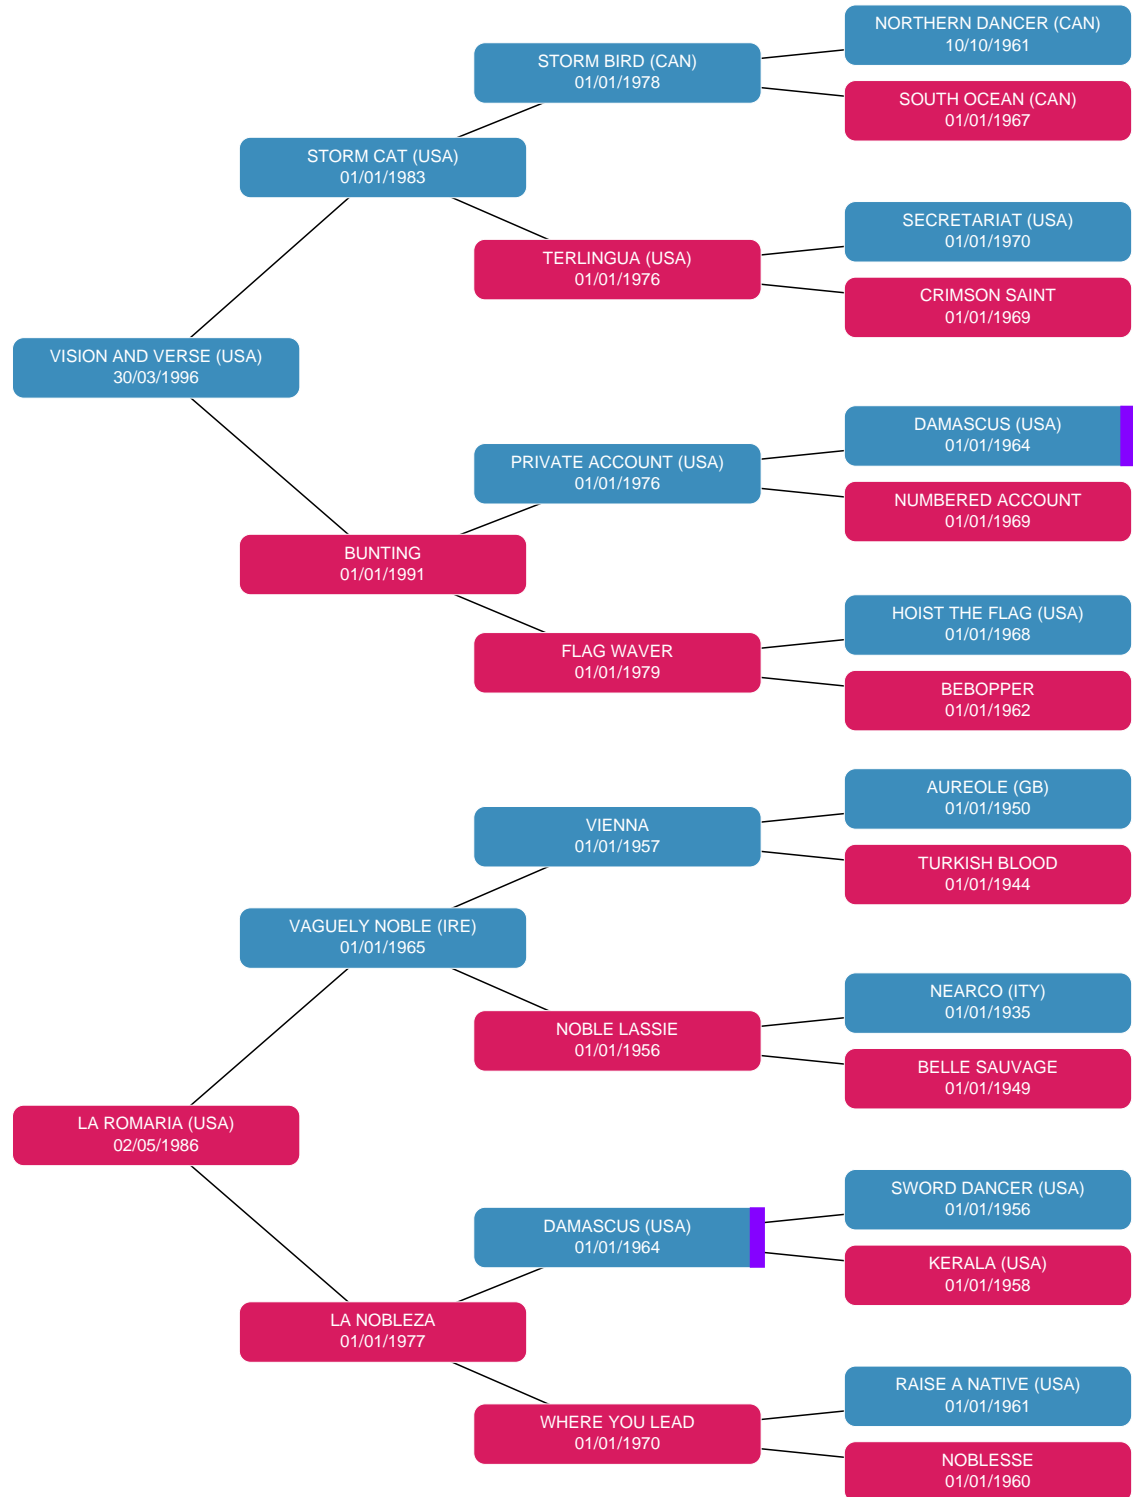 NORTHERN DANCER (CAN)
10/10/1961
STORM BIRD (CAN)
01/01/1978
SOUTH OCEAN (CAN)
01/01/1967
STORM CAT (USA)
01/01/1983
SECRETARIAT (USA)
01/01/1970
TERLINGUA (USA)
01/01/1976
CRIMSON SAINT
01/01/1969
VISION AND VERSE (USA)
30/03/1996
DAMASCUS (USA)
01/01/1964
PRIVATE ACCOUNT (USA)
01/01/1976
NUMBERED ACCOUNT
01/01/1969
BUNTING
01/01/1991
HOIST THE FLAG (USA)
01/01/1968
FLAG WAVER
01/01/1979
BEBOPPER
01/01/1962
AUREOLE (GB)
01/01/1950
VIENNA
01/01/1957
TURKISH BLOOD
01/01/1944
VAGUELY NOBLE (IRE)
01/01/1965
NEARCO (ITY)
01/01/1935
NOBLE LASSIE
01/01/1956
BELLE SAUVAGE
01/01/1949
LA ROMARIA (USA)
02/05/1986
SWORD DANCER (USA)
01/01/1956
DAMASCUS (USA)
01/01/1964
KERALA (USA)
01/01/1958
LA NOBLEZA
01/01/1977
RAISE A NATIVE (USA)
01/01/1961
WHERE YOU LEAD
01/01/1970
NOBLESSE
01/01/1960